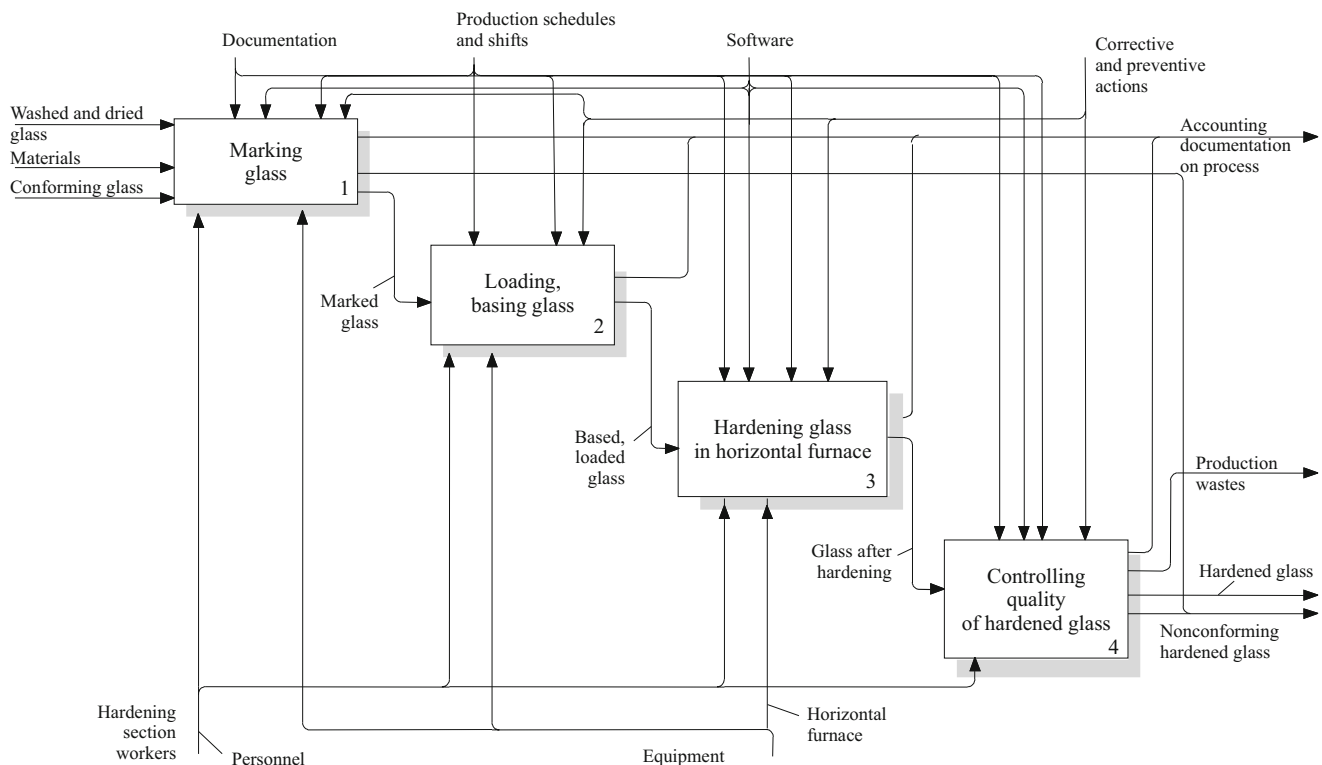 Production schedules
and shifts
Documentation
Software
Corrective
and preventive
actions
Washed and dried
glass
Materials
Conforming glass
Marking
glass
1
Accounting
documentation
on process
Marked
glass
Loading,
basing glass
2
Based,
loaded
glass
Hardening glass
in horizontal furnace
3
Production
wastes
Glass after
hardening
Controlling
quality
of hardened glass
4
Hardened glass
Nonconforming
hardened glass
Hardening
section
workers
Personnel
Horizontal
furnace
Equipment